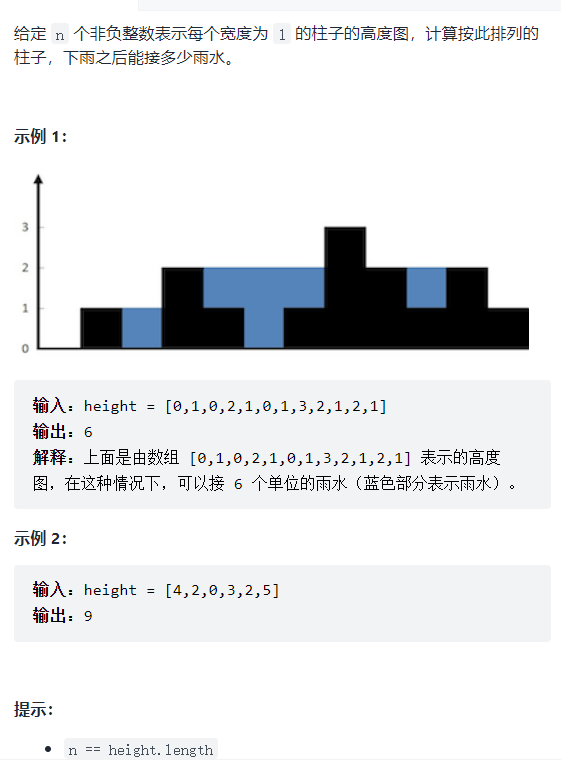 给定 n 个非负整数表示每个宽度为 1 的柱子的高度图，计算按此排列的
柱子，下雨之后能接多少雨水。
示例 1：
3
2
1
0
输入：height = [0,1,0,2,1,0,1,3,2,1,2,1]
输出：6
解释：上面是由数组 [0,1,0,2,1,0,1,3,2,1,2,1] 表示的高度
图，在这种情况下，可以接 6 个单位的雨水（蓝色部分表示雨水）。
示例 2：
输入：height = [4,2,0,3,2,5]
输出：9
提示：
n == height.length